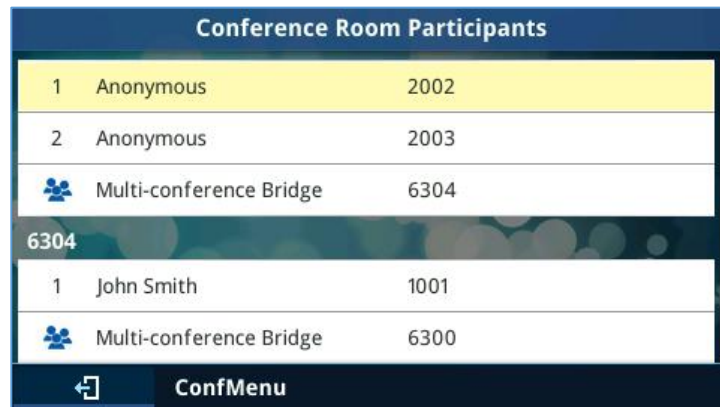 Conference Room Participants
1 Anonymous 2002
2 Anonymous 2003
Multi-conference Bridge 6304
6304
1 John Smith 1001
Multi-conference Bridge 6300
ConfMenu